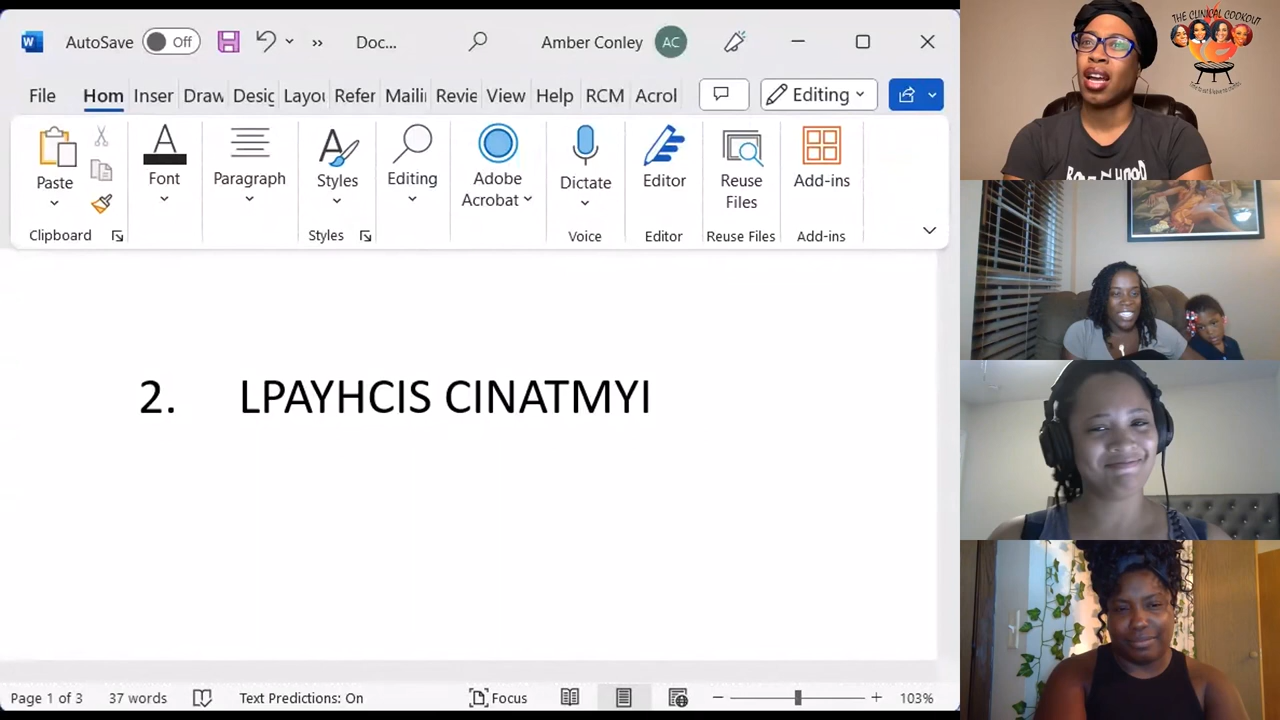 AutoSave Off Doc... Amber Conley AC
File Hom Inser Draw Desig Layou Refer Maili Revie View Help RCM Acrol Editing
Paste Font Paragraph Styles Editing Adobe Acrobat Dictate Editor Reuse Files Add-ins
Clipboard Styles Voice Editor Reuse Files Add-ins
2. LPAYHCIS CINATMYI
Page 1 of 3 37 words Text Predictions: On Focus 103%
THE CLINICAL COOKOUT